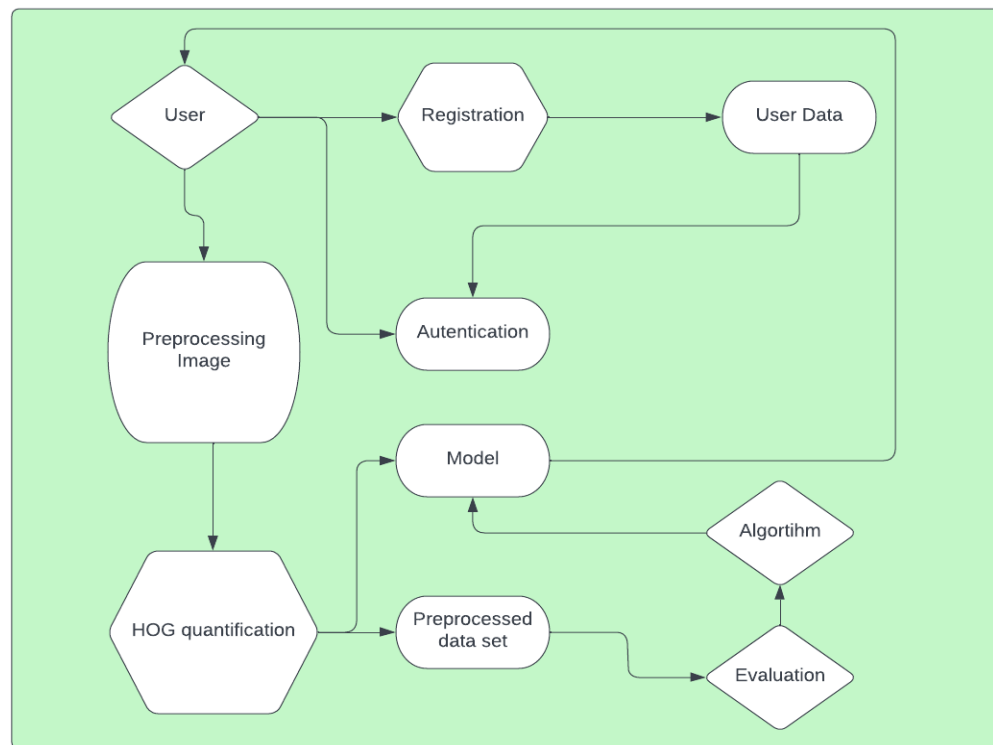 User
Registration
User Data
Preprocessing
Image
Autentication
Model
Algortihm
HOG quantification
Preprocessed
data set
Evaluation